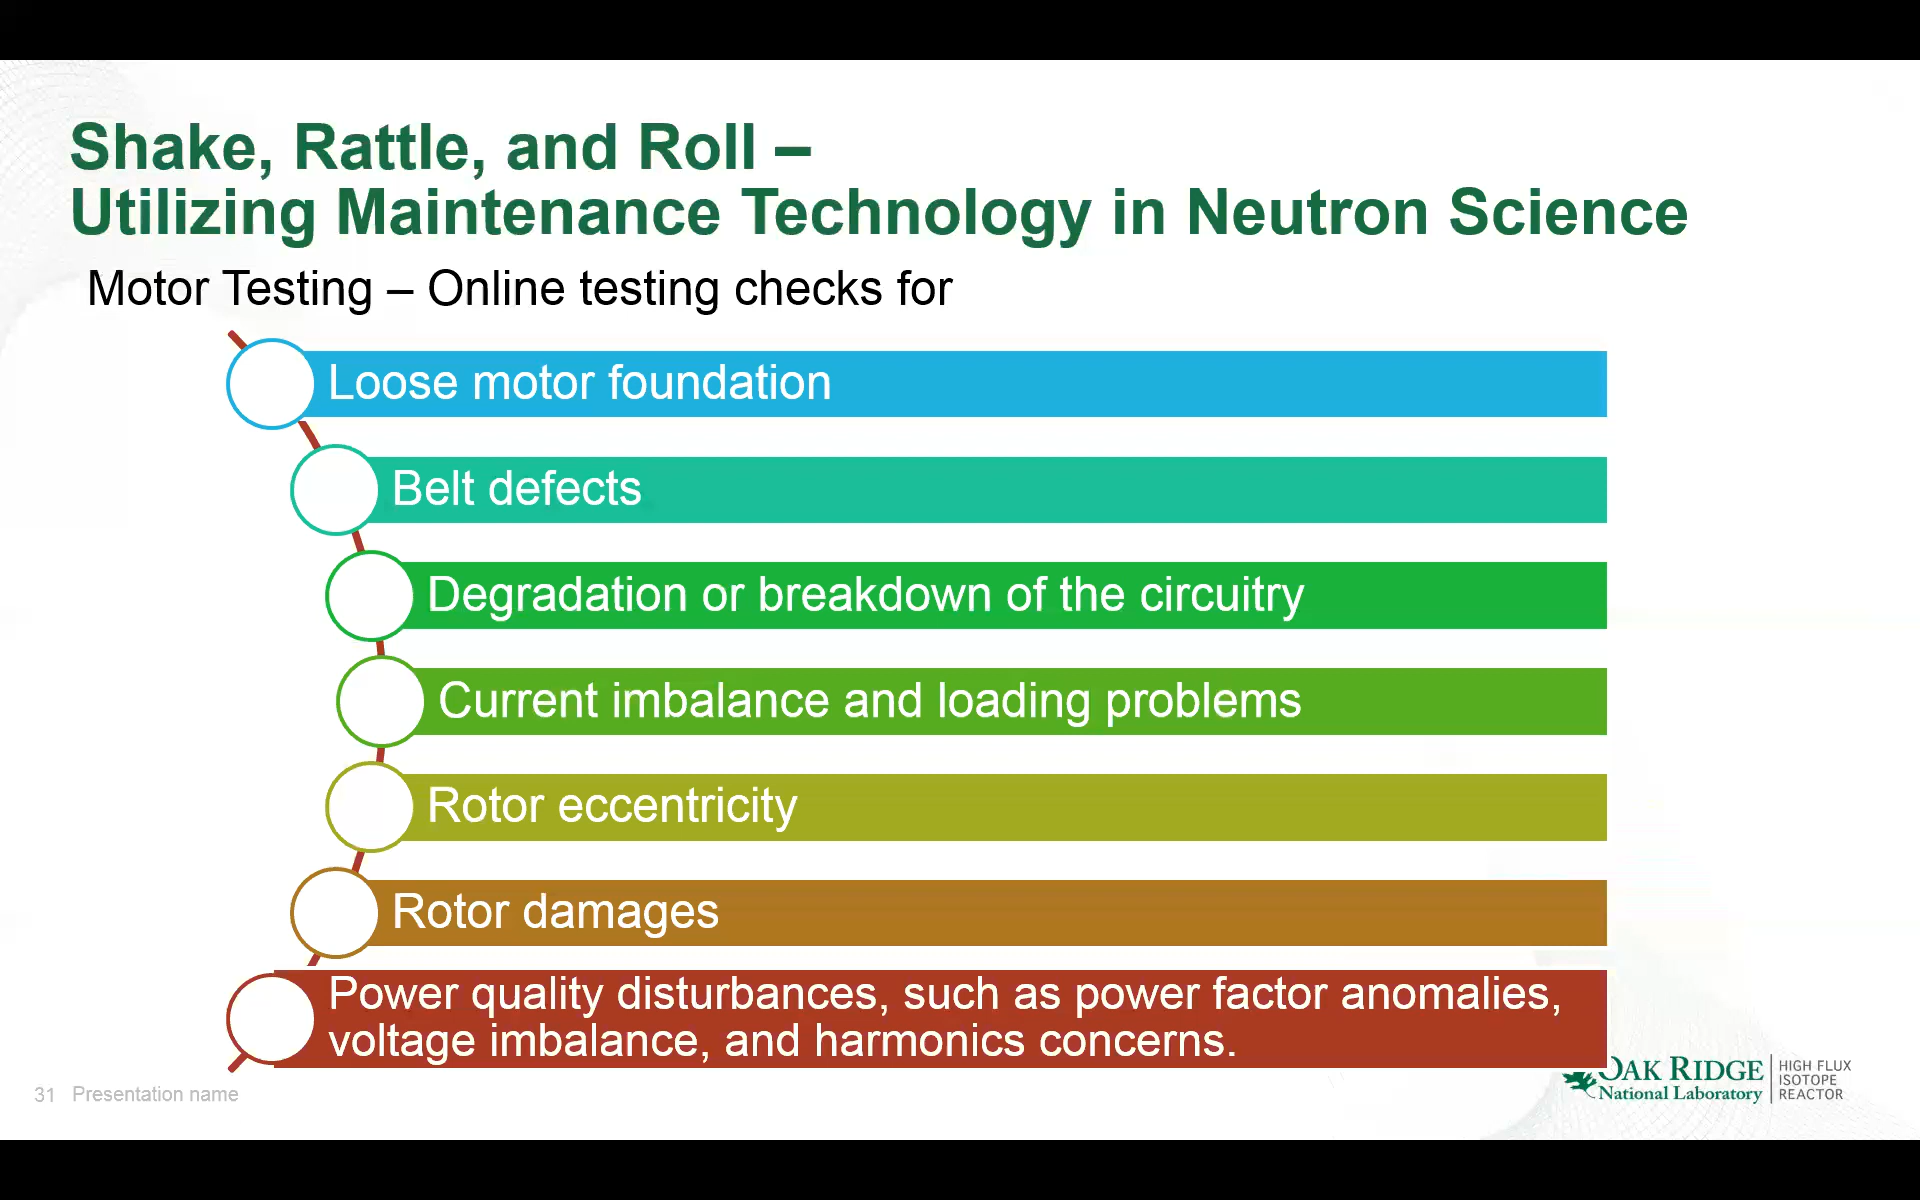 Shake, Rattle, and Roll –
Utilizing Maintenance Technology in Neutron Science
Motor Testing – Online testing checks for
Loose motor foundation
Belt defects
Degradation or breakdown of the circuitry
Current imbalance and loading problems
Rotor eccentricity
Rotor damages
Power quality disturbances, such as power factor anomalies,
voltage imbalance, and harmonics concerns.
31 Presentation name
OAK RIDGE
National Laboratory
HIGH FLUX
ISOTOPE
REACTOR